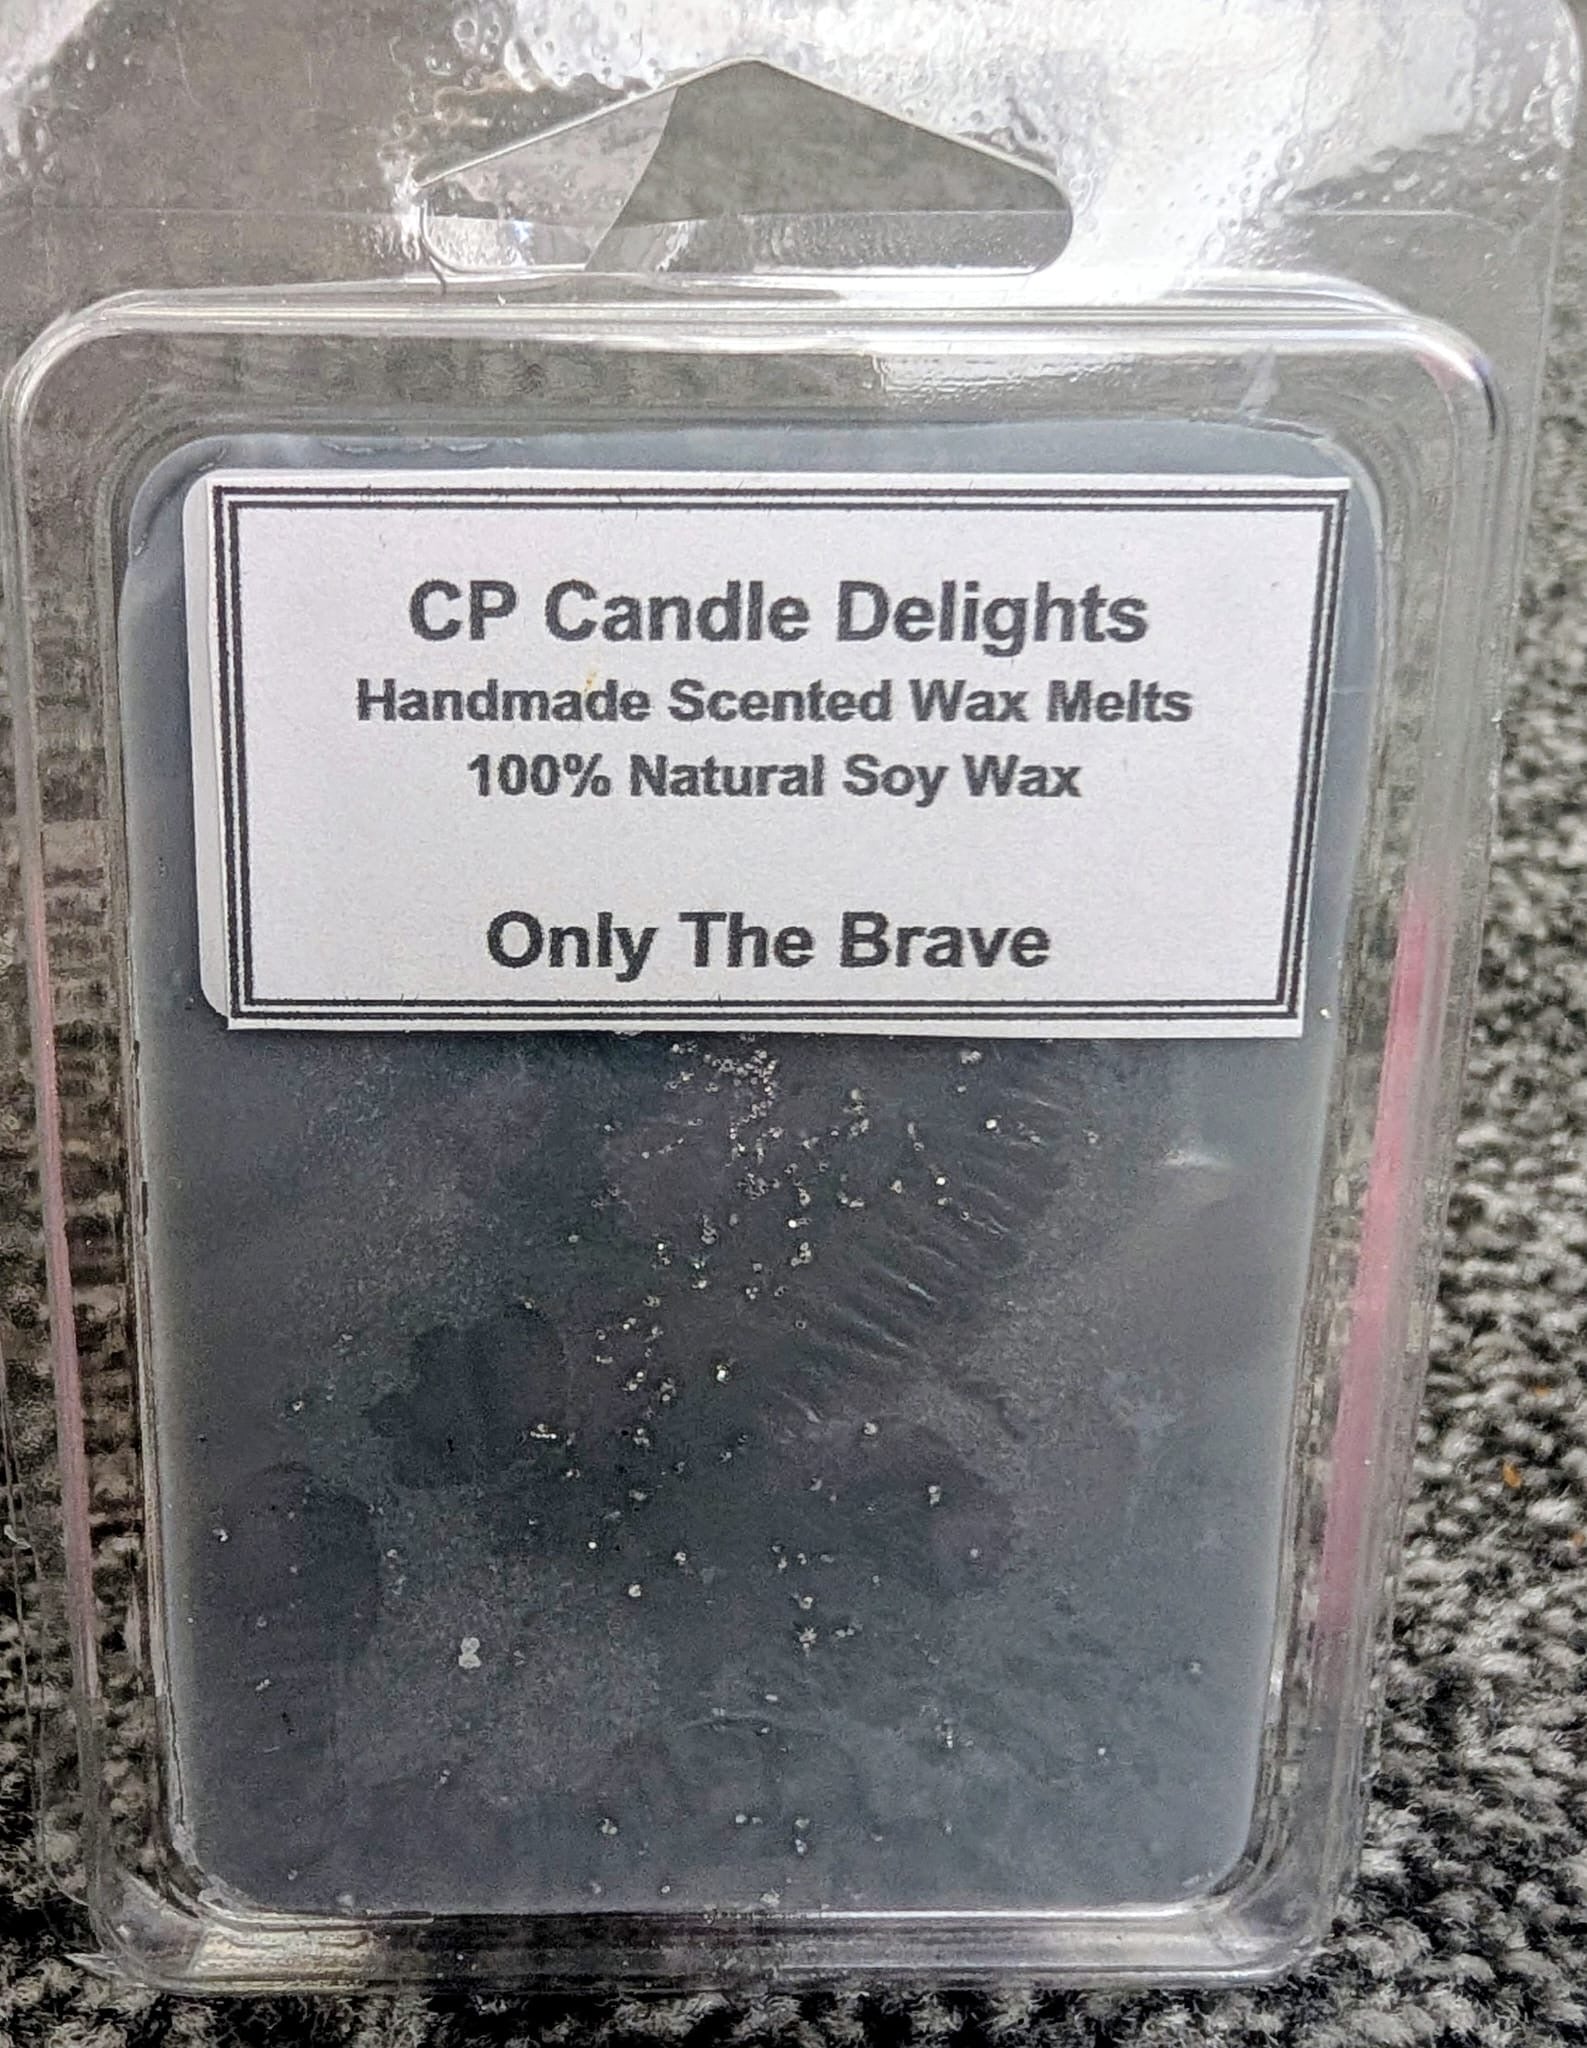 CP Candle Delights
Handmade Scented Wax Melts
100% Natural Soy Wax
Only The Brave